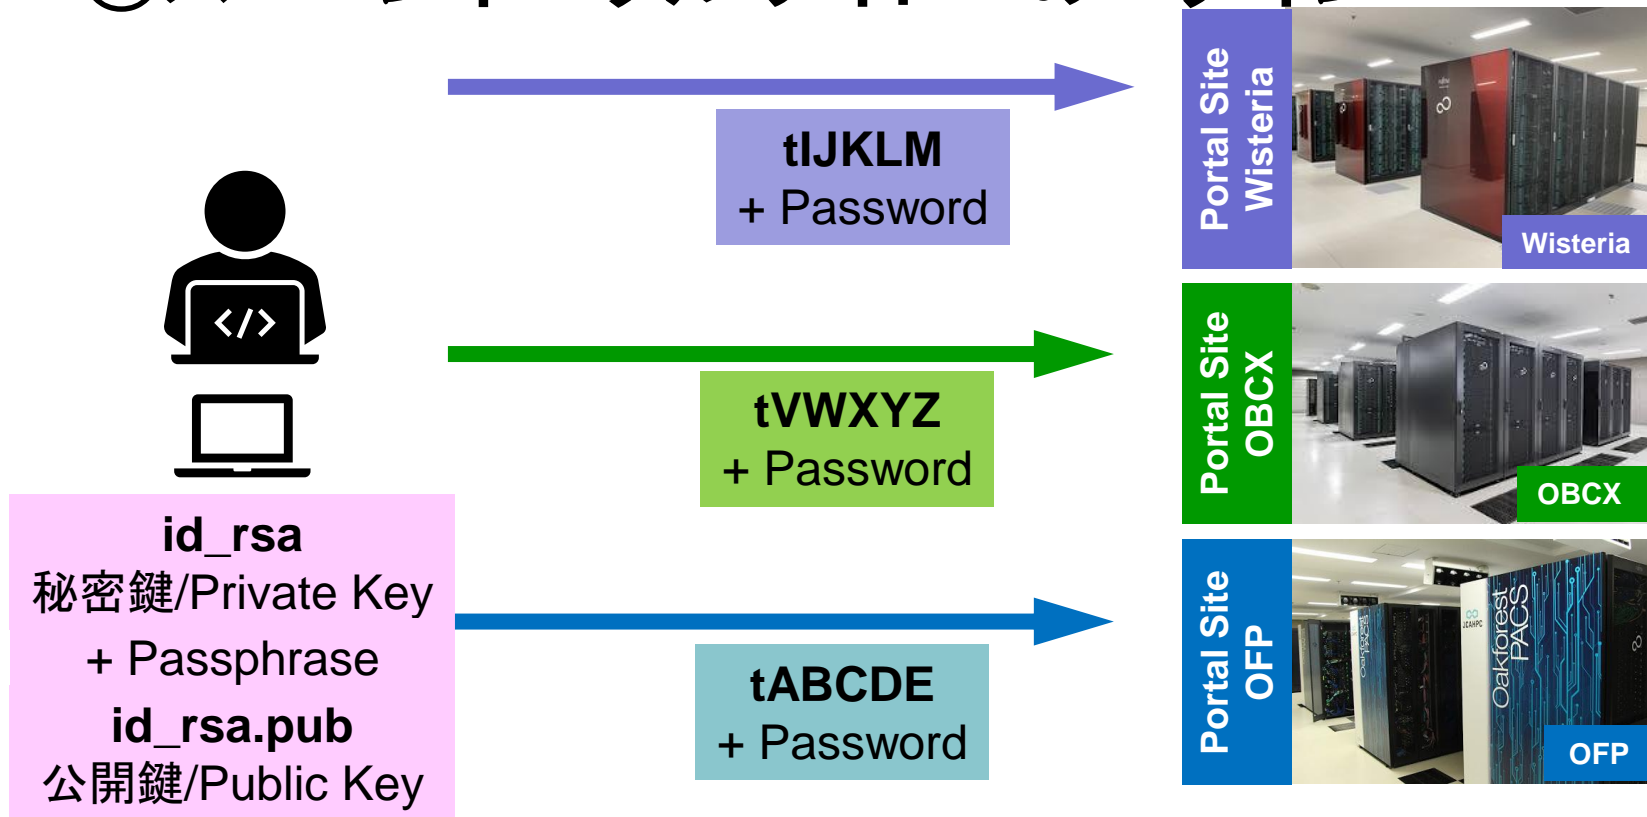 tIJKLM
+ Password
Portal Site
Wisteria
Wisteria
</>
tVWXYZ
+ Password
Portal Site
OBCX
OBCX
id_rsa
秘密鍵/Private Key
+ Passphrase
id_rsa.pub
公開鍵/Public Key
tABCDE
+ Password
Portal Site
OFP
JCAHPC
Oakforest
PACS
OFP